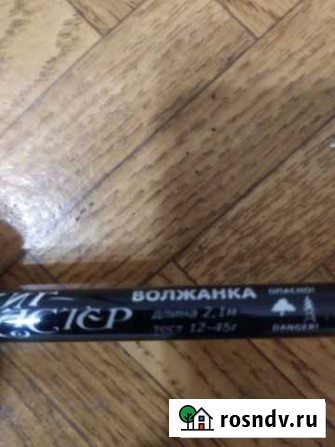 ВОЛЖАНКА
длина 2,1м
тест 12-45г
ОПАСНО!
DANGER!
rosndv.ru